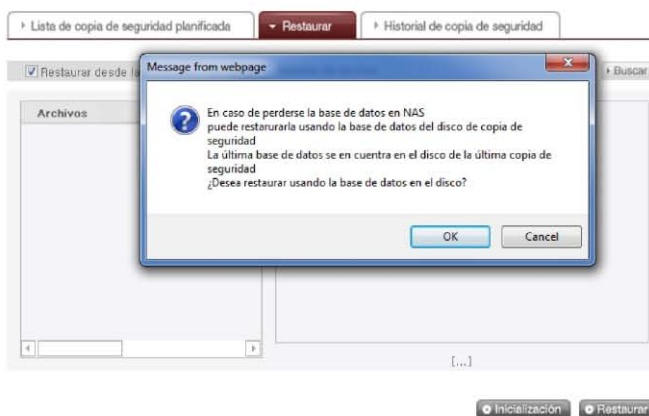 Lista de copia de seguridad planificada
Restaurar
Historial de copia de seguridad
Restaurar desde la
Buscar
Message from webpage
Archivos
En caso de perderse la base de datos en NAS
puede restarurarla usando la base de datos del disco de copia de
seguridad
La última base de datos se en cuentra en el disco de la última copia de
seguridad
¿Desea restaurar usando la base de datos en el disco?
OK
Cancel
[...]
Inicialización
Restaurar